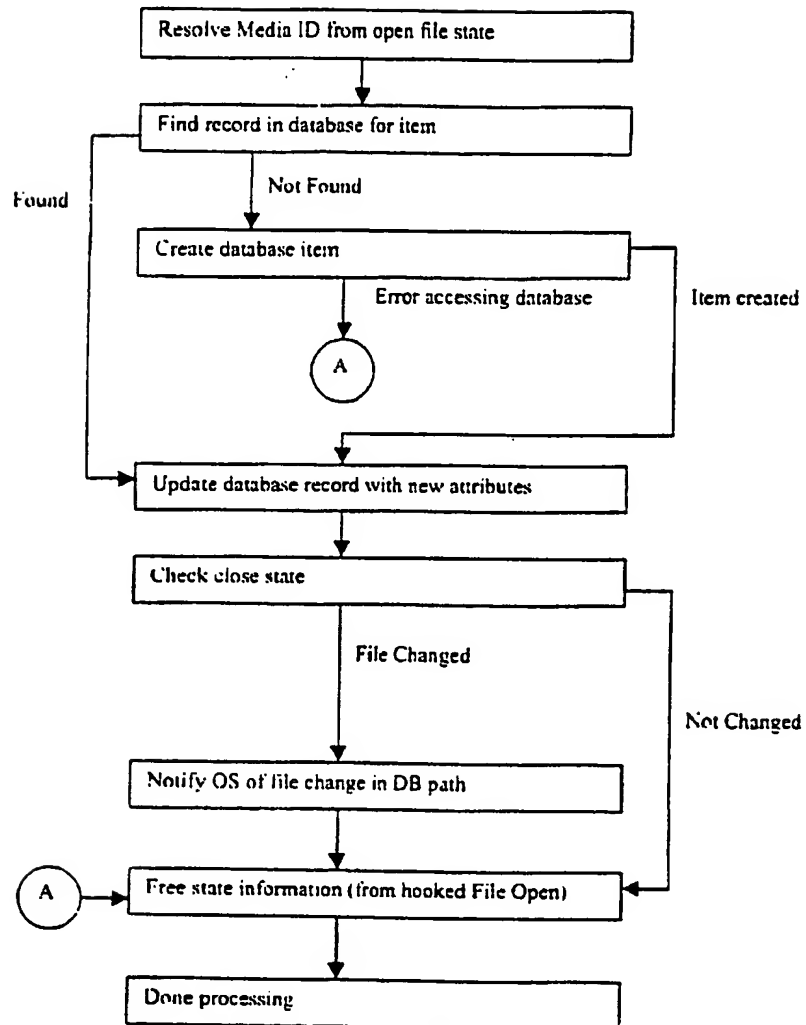 Resolve Media ID from open file state
Find record in database for item
Found
Not Found
Create database item
Error accessing database
Item created
A
Update database record with new attributes
Check close state
File Changed
Not Changed
Notify OS of file change in DB path
A
Free state information (from hooked File Open)
Done processing